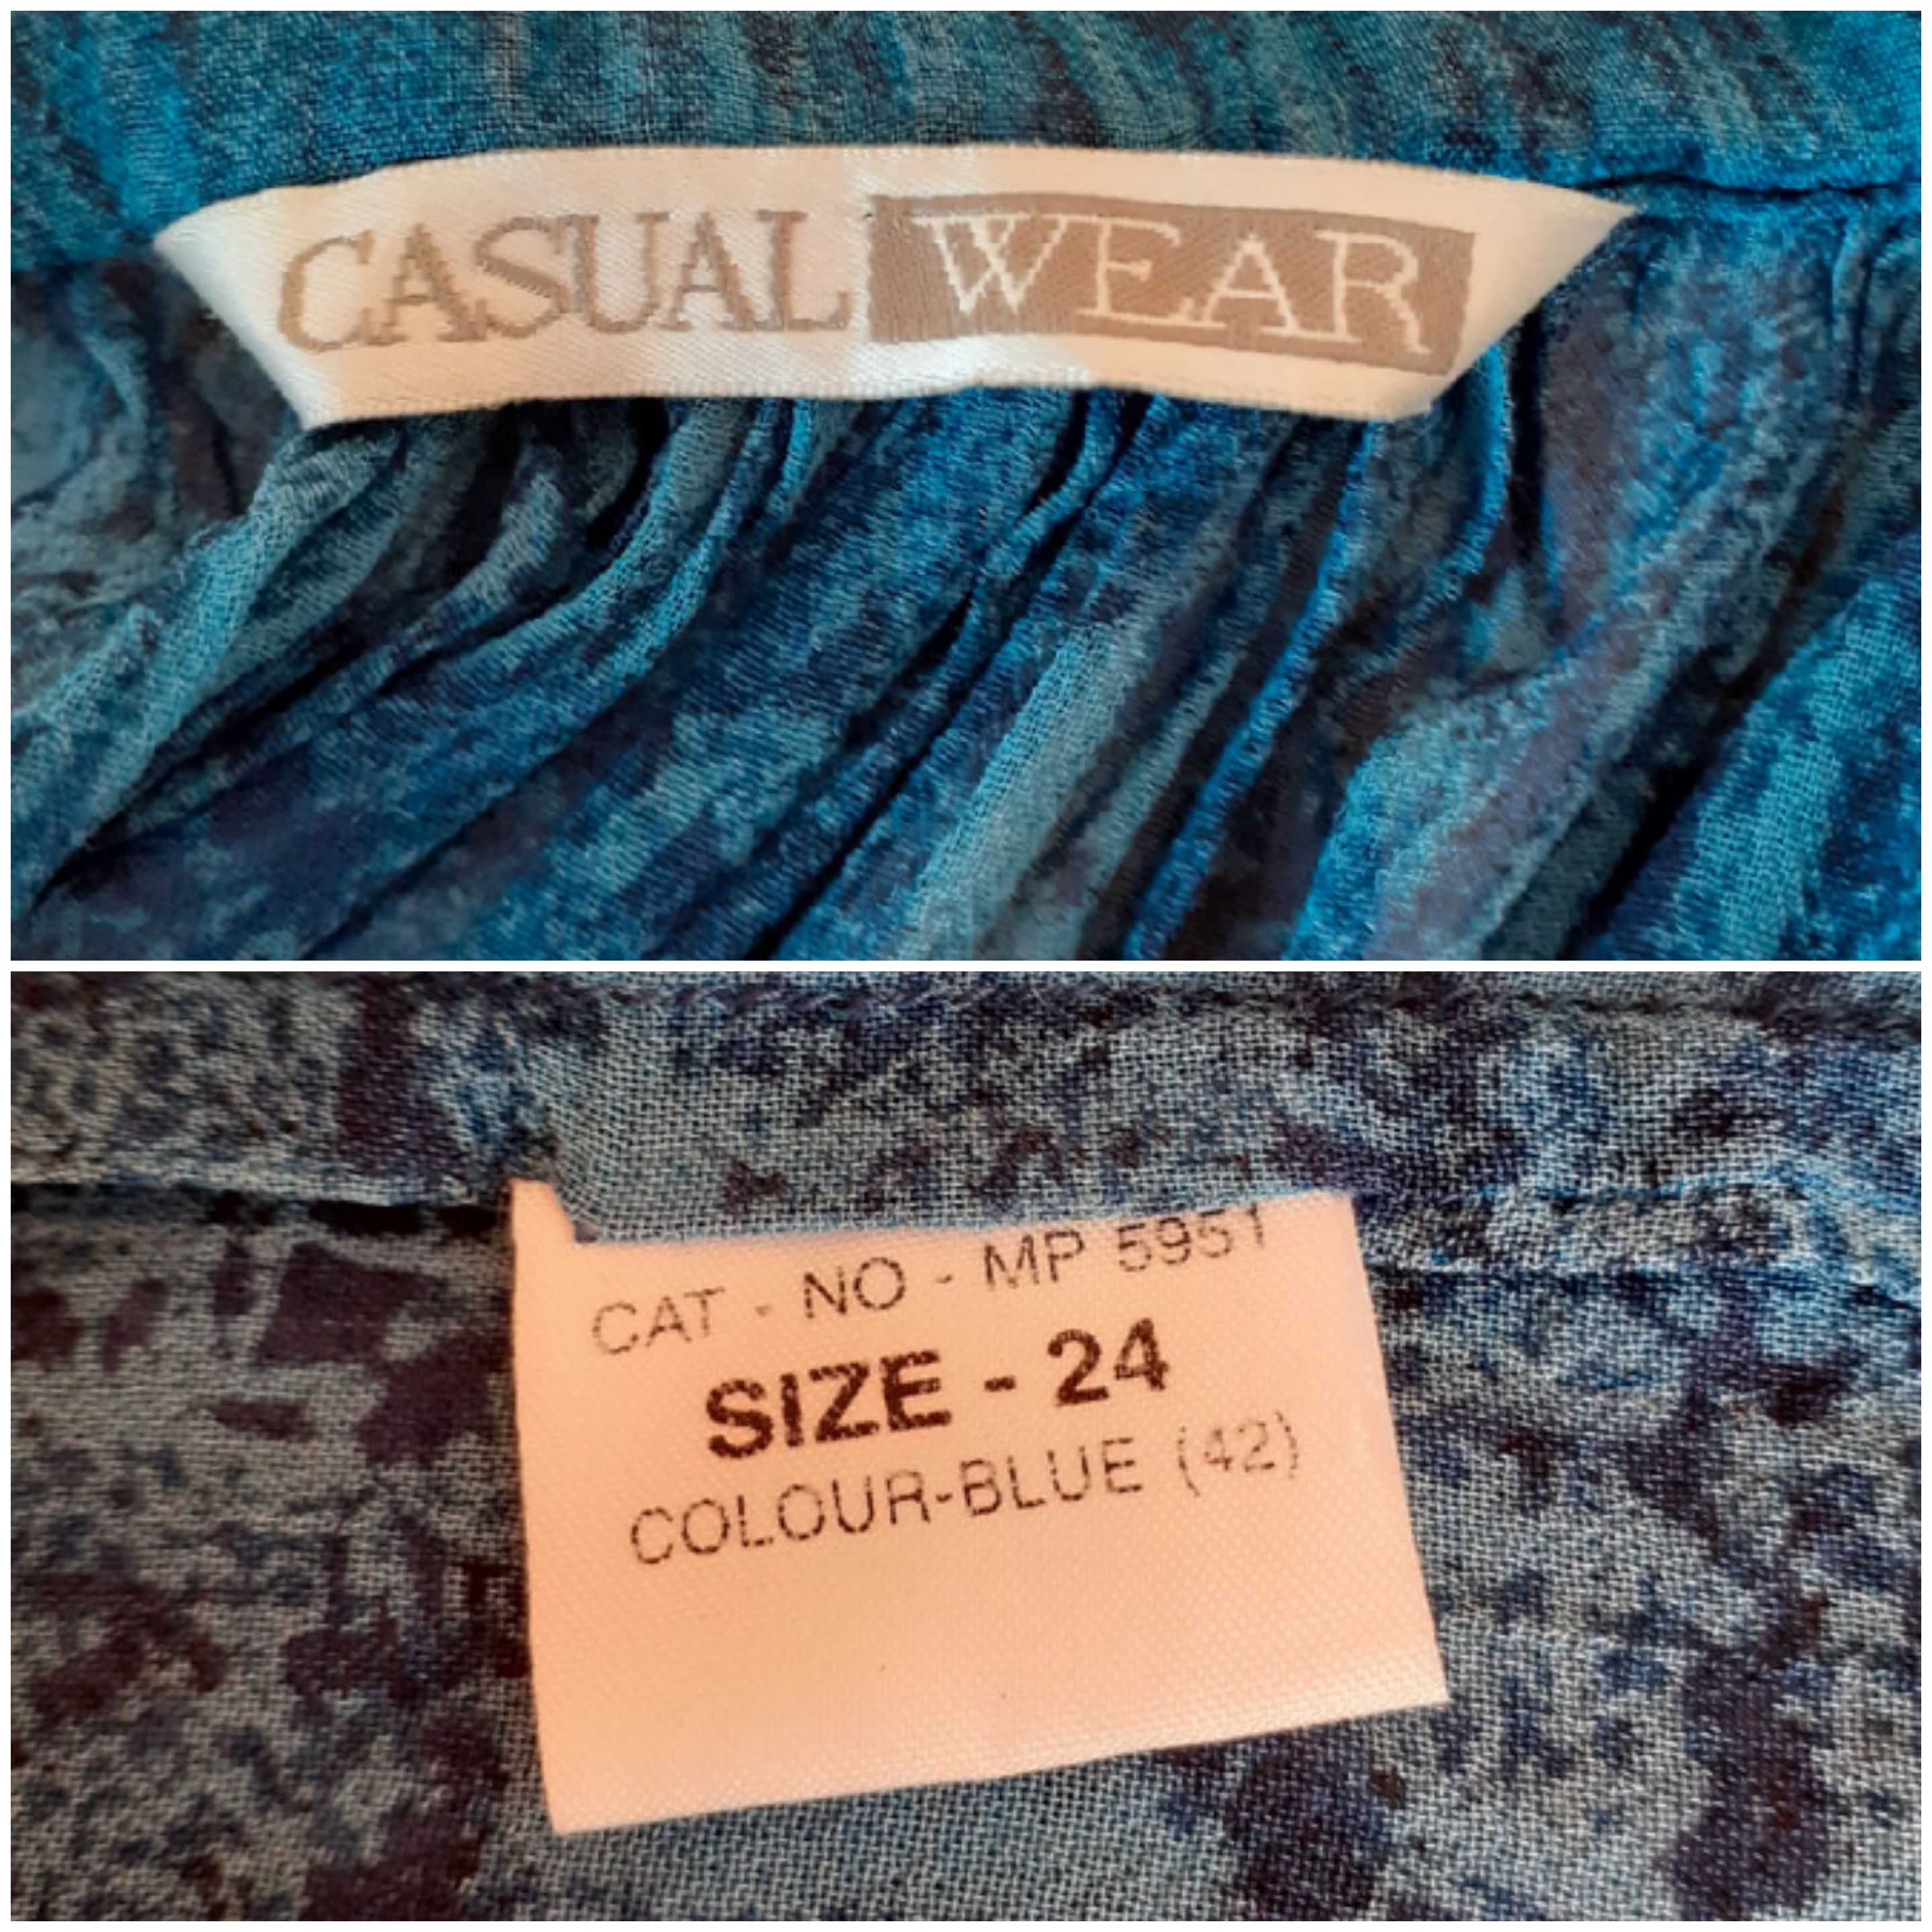 CASUAL WEAR
CAT - NO - MP 5951
SIZE - 24
COLOUR-BLUE (42)